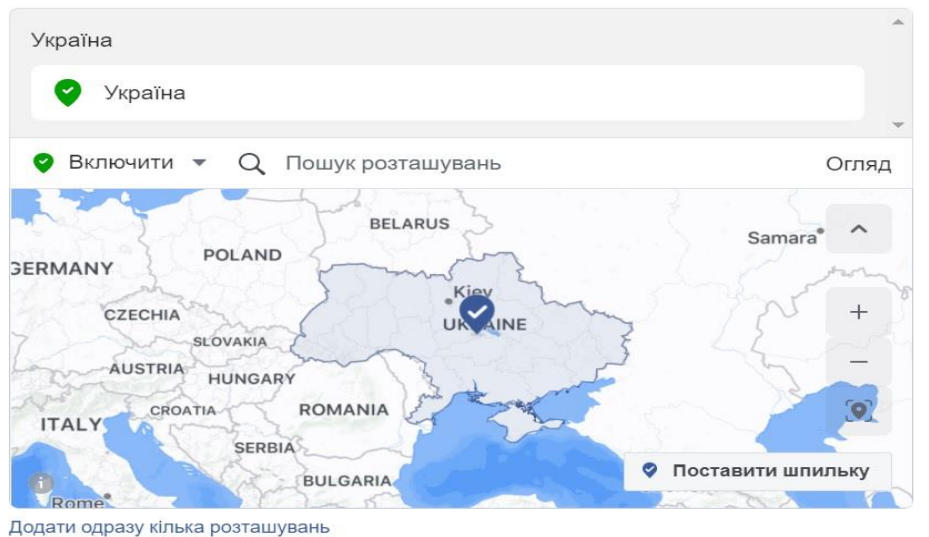 Україна
Україна
Включити
Пошук розташувань
Огляд
BELARUS
Samara
POLAND
GERMANY
Kiev
CZECHIA
UKRAINE
SLOVAKIA
AUSTRIA
HUNGARY
CROATIA
ROMANIA
ITALY
SERBIA
BULGARIA
Поставити шпильку
Rome
Додати одразу кілька розташувань